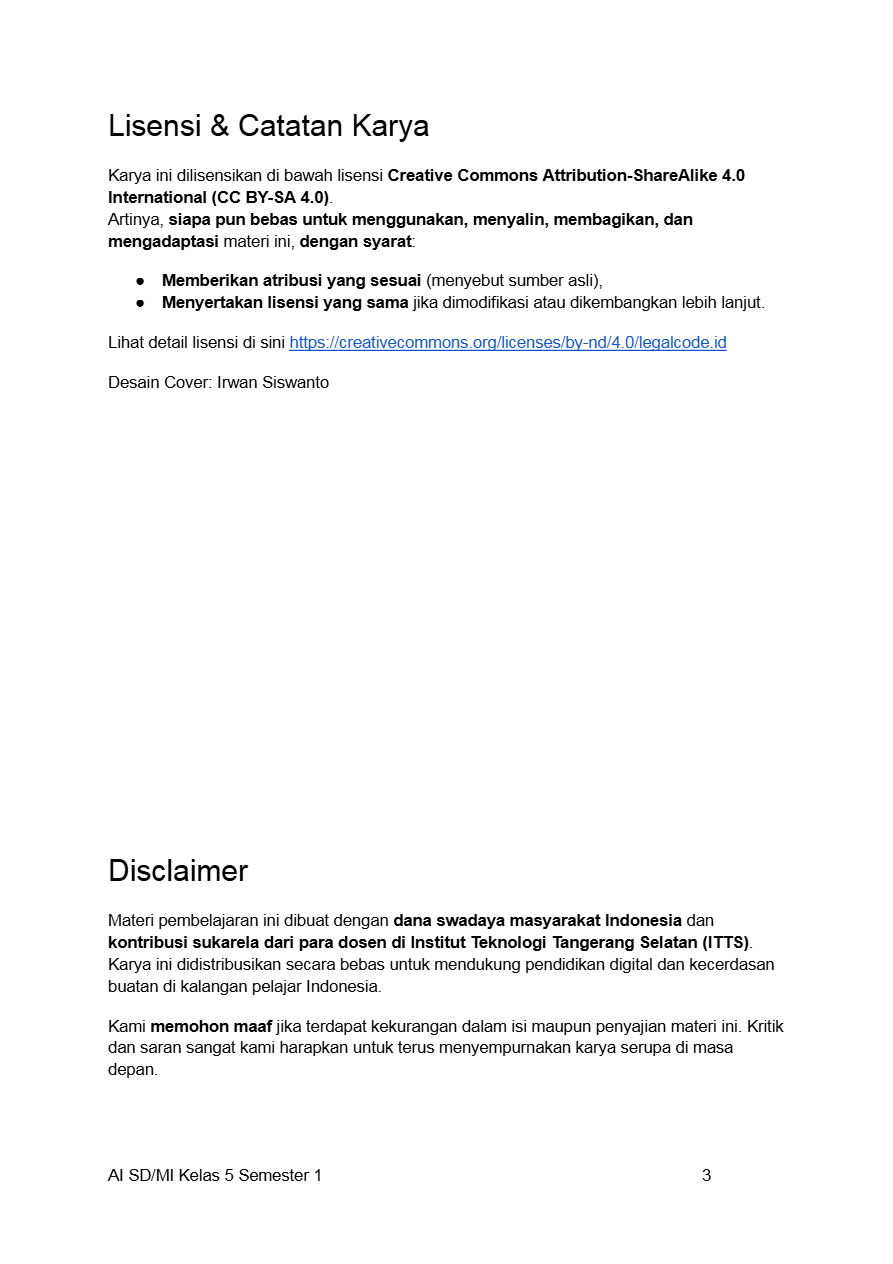 Lisensi & Catatan Karya
Karya ini dilisensikan di bawah lisensi Creative Commons Attribution-ShareAlike 4.0
International (CC BY-SA 4.0).
Artinya, siapa pun bebas untuk menggunakan, menyalin, membagikan, dan
mengadaptasi materi ini, dengan syarat:
● Memberikan atribusi yang sesuai (menyebut sumber asli),
● Menyertakan lisensi yang sama jika dimodifikasi atau dikembangkan lebih lanjut.
Lihat detail lisensi di sini https://creativecommons.org/licenses/by-nd/4.0/legalcode.id
Desain Cover: Irwan Siswanto
Disclaimer
Materi pembelajaran ini dibuat dengan dana swadaya masyarakat Indonesia dan
kontribusi sukarela dari para dosen di Institut Teknologi Tangerang Selatan (ITTS).
Karya ini didistribusikan secara bebas untuk mendukung pendidikan digital dan kecerdasan
buatan di kalangan pelajar Indonesia.
Kami memohon maaf jika terdapat kekurangan dalam isi maupun penyajian materi ini. Kritik
dan saran sangat kami harapkan untuk terus menyempurnakan karya serupa di masa
depan.
AI SD/MI Kelas 5 Semester 1 3